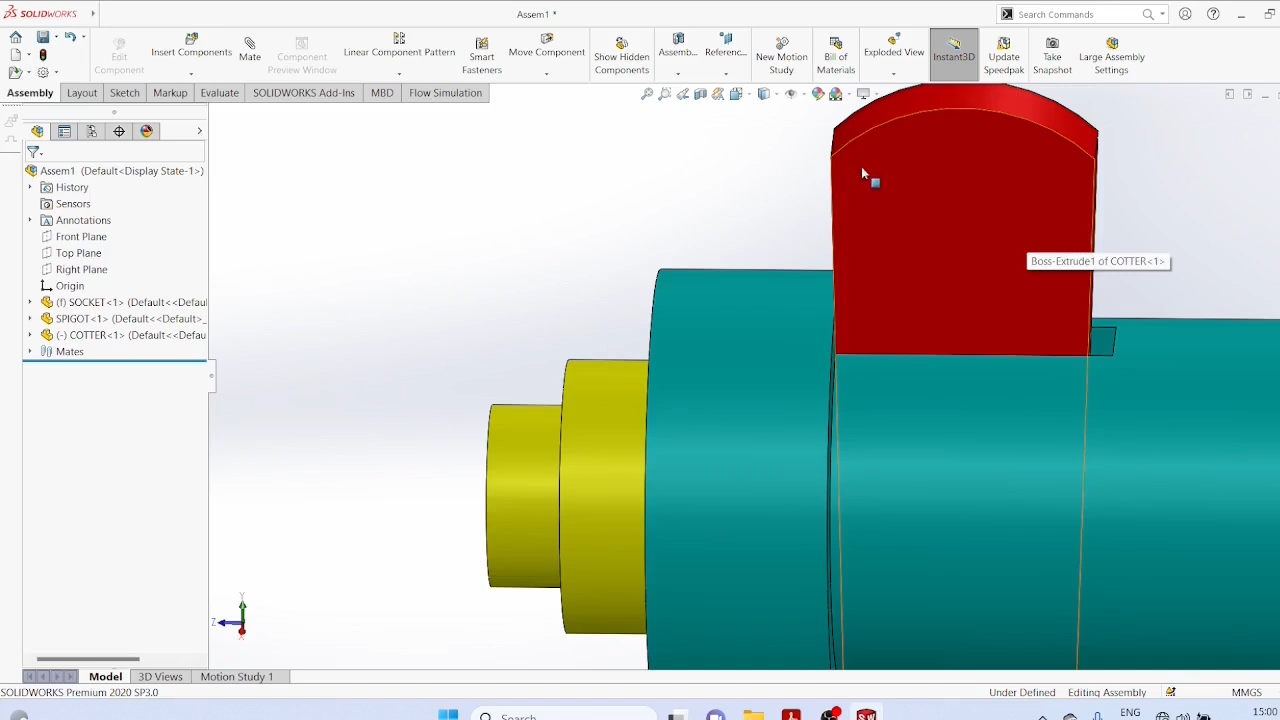 SOLIDWORKS
Assem1 *
Search Commands
Edit Component
Insert Components
Mate
Component Preview Window
Linear Component Pattern
Smart Fasteners
Move Component
Show Hidden Components
Assemb...
Referenc...
New Motion Study
Bill of Materials
Exploded View
Instant3D
Update Speedpak
Take Snapshot
Large Assembly Settings
Assembly
Layout
Sketch
Markup
Evaluate
SOLIDWORKS Add-Ins
MBD
Flow Simulation
Assem1 (Default<Display State-1>)
History
Sensors
Annotations
Front Plane
Top Plane
Right Plane
Origin
(f) SOCKET<1> (Default<<Defaul
SPIGOT<1> (Default<<Default>_
(-) COTTER<1> (Default<<Defau
Mates
Boss-Extrude1 of COTTER<1>
Y
Z
X
Model
3D Views
Motion Study 1
SOLIDWORKS Premium 2020 SP3.0
Under Defined
Editing Assembly
MMGS
Search
ENG
15:00